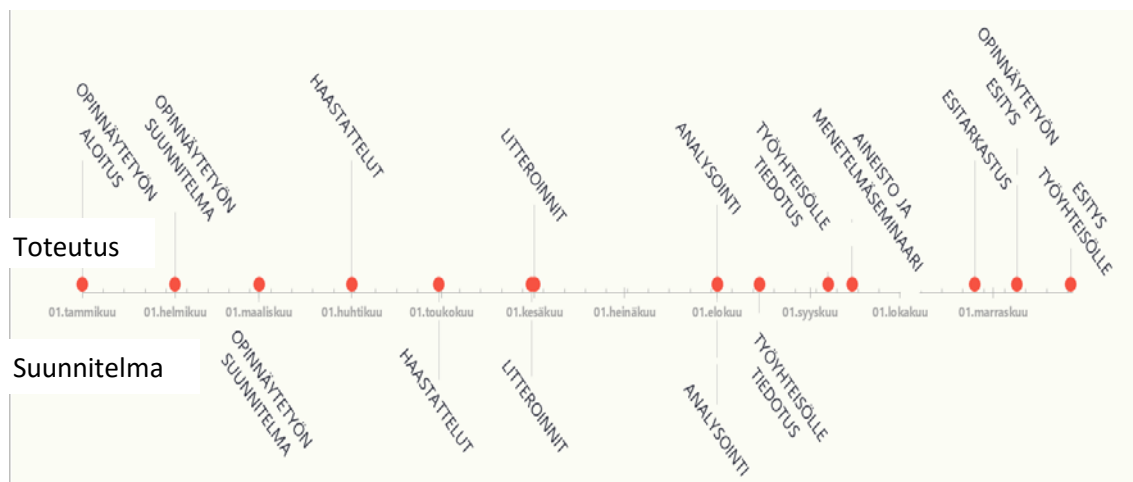 OPINNÄYTETYÖN
ALOITUS
OPINNÄYTETYÖN
SUUNNITELMA
HAASTATTELUT
LITTEROINNIT
ANALYSOINTI
TYÖYHTEISÖLLE
TIEDOTUS
AINEISTO JA
MENETELMÄSEMINAARI
ESITARKASTUS
OPINNÄYTETYÖN
ESITYS
ESITYS
TYÖYHTEISÖLLE
Toteutus
01.tammikuu
01.helmikuu
01.maaliskuu
01.huhtikuu
01.toukokuu
01.kesäkuu
01.heinäkuu
01.elokuu
01.syyskuu
01.lokakuu
01.marraskuu
Suunnitelma
OPINNÄYTETYÖN
SUUNNITELMA
HAASTATTELUT
LITTEROINNIT
ANALYSOINTI
TYÖYHTEISÖLLE
TIEDOTUS